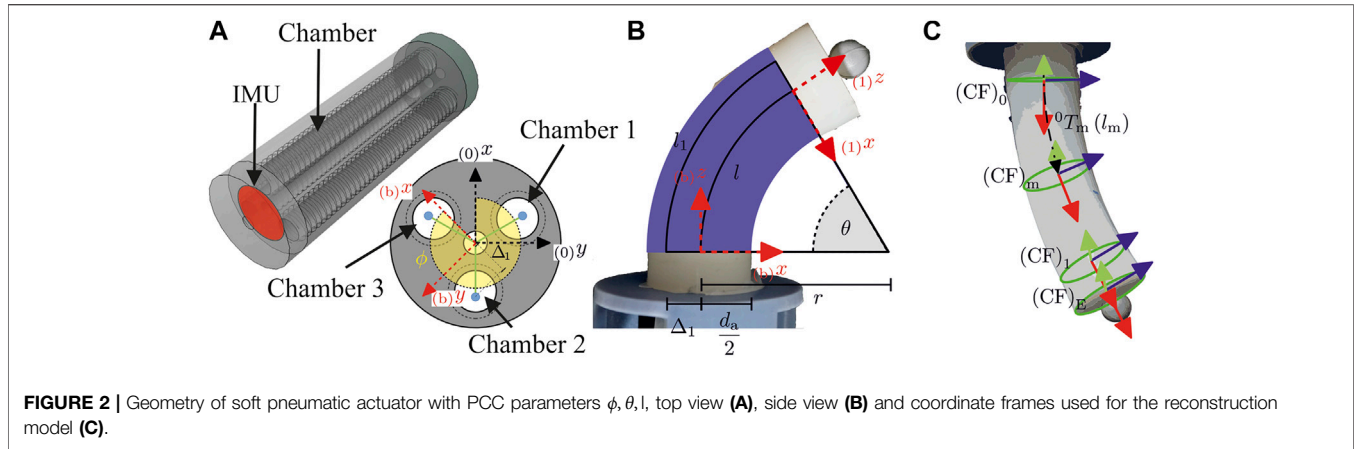 A
Chamber
IMU
Chamber 1
(0)x
(b)x
(0)y
Δ₁
ϕ
(b)y
Chamber 3
Chamber 2
B
(1)z
(1)x
l₁
l
θ
(b)x
r
Δ₁
dₐ/2
C
(CF)₀
⁰Tₘ (lₘ)
(CF)ₘ
(CF)₁
(CF)E
FIGURE 2 | Geometry of soft pneumatic actuator with PCC parameters ϕ, θ, l, top view (A), side view (B) and coordinate frames used for the reconstruction
model (C).